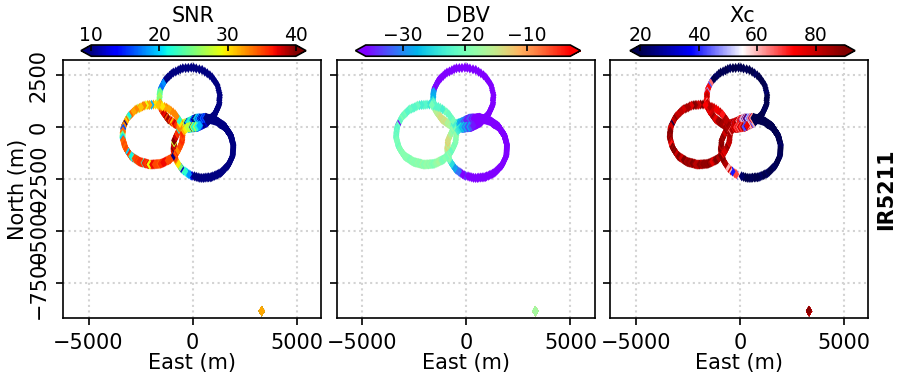 SNR DBV Xc
10 20 30 40 −30 −20 −10 20 40 60 80
North (m)
2500
0
−2500
−5000
−7500
IR5211
−5000 0 5000 −5000 0 5000 −5000 0 5000
East (m) East (m) East (m)